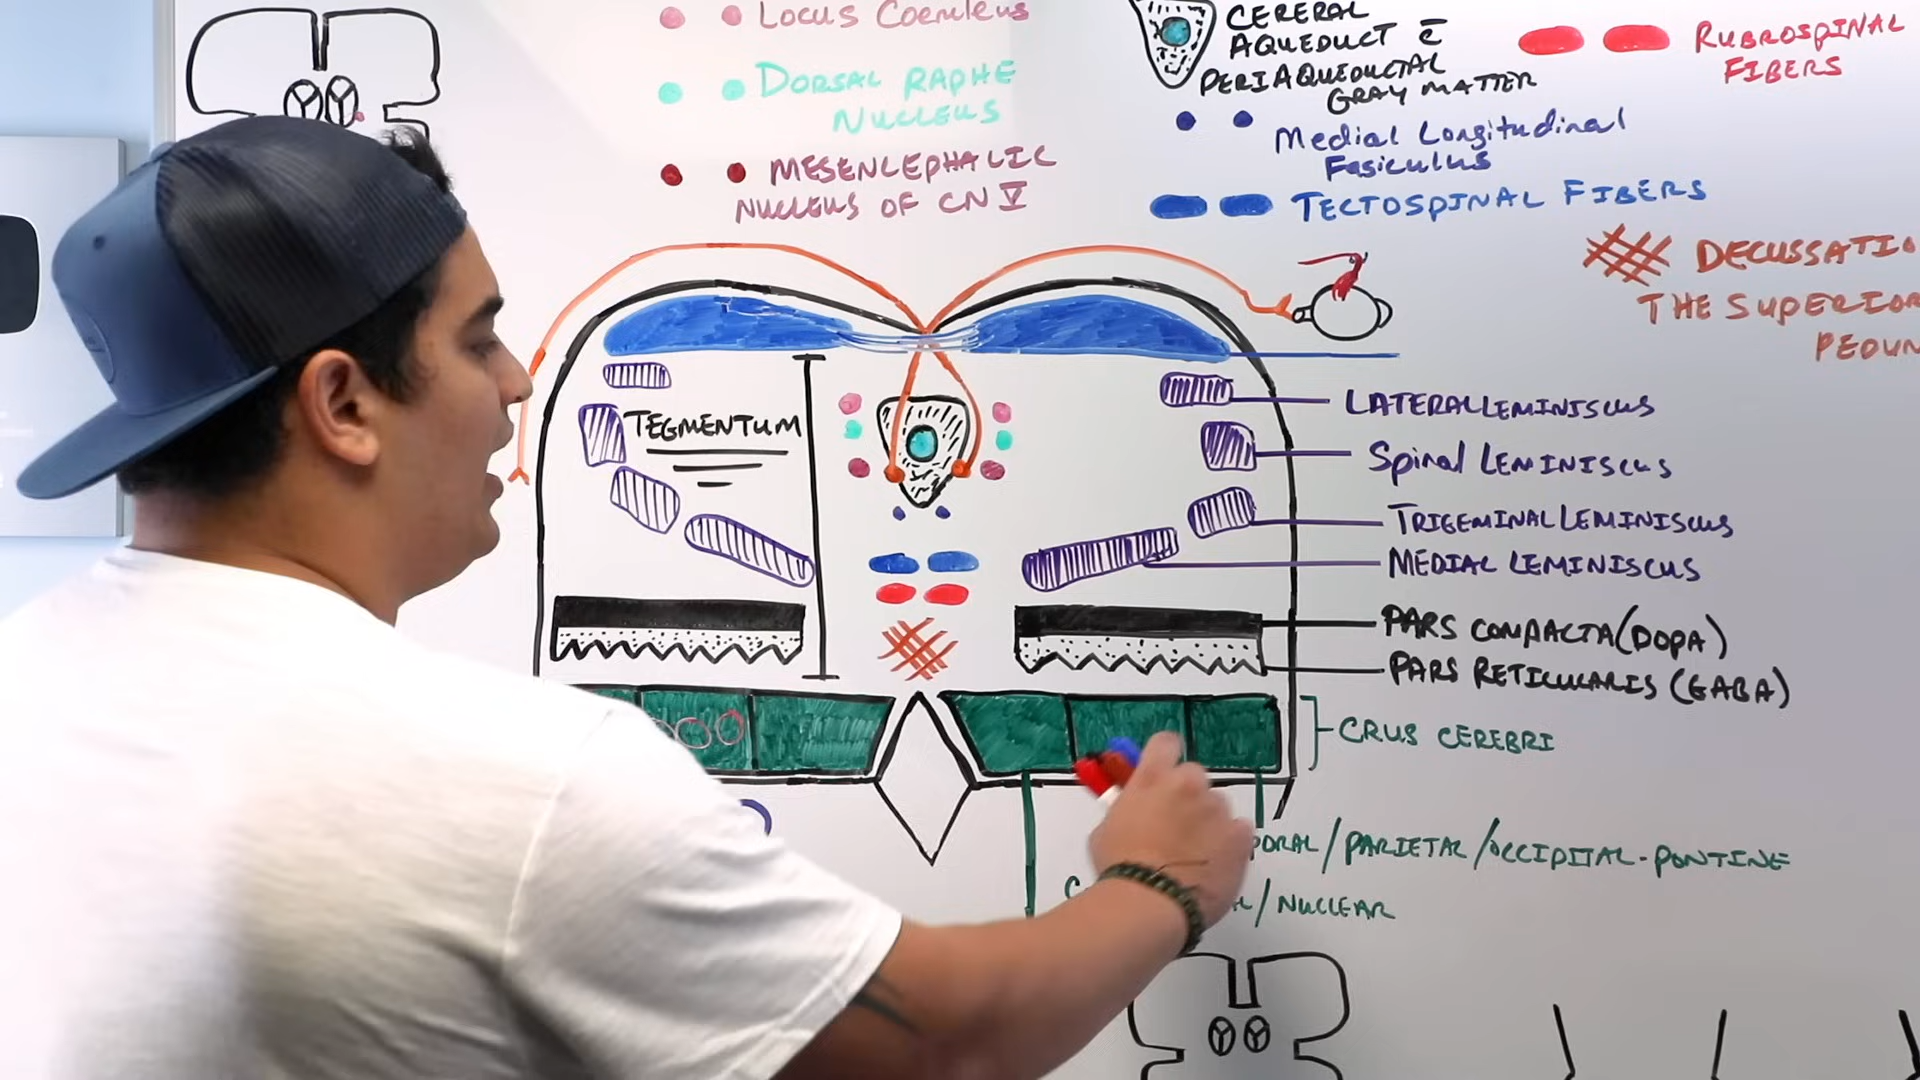 LOCUS COERULEUS
DORSAL RAPHE
NUCLEUS
MESENCEPHALIC
NUCLEUS OF CN V
CERERAL
AQUEDUCT c̄
PERIAQUEDUCTAL
GRAY MATTER
Medial Longitudinal
Fasiculus
TECTOSPINAL FIBERS
RUBROSPINAL
FIBERS
DECUSSATIO
THE SUPERIOR
PEDUN
TEGMENTUM
LATERAL LEMINISCUS
SPINAL LEMINISCUS
TRIGEMINAL LEMINISCUS
MEDIAL LEMINISCUS
PARS COMPACTA (DOPA)
PARS RETICULARIS (GABA)
CRUS CEREBRI
PORAL/PARIETAL/OCCIPITAL-PONTINE
/NUCLEAR